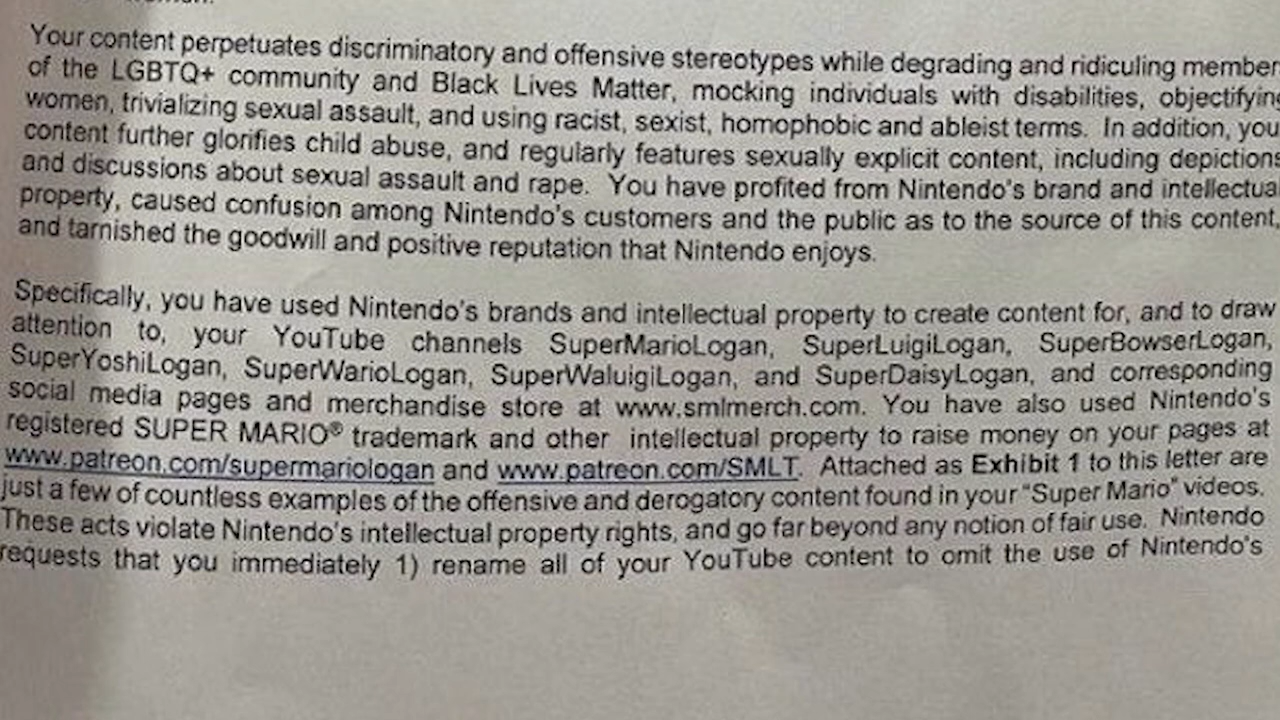 Your content perpetuates discriminatory and offensive stereotypes while degrading and ridiculing member
of the LGBTQ+ community and Black Lives Matter, mocking individuals with disabilities, objectifying
women, trivializing sexual assault, and using racist, sexist, homophobic and ableist terms. In addition, you
content further glorifies child abuse, and regularly features sexually explicit content, including depictions
and discussions about sexual assault and rape. You have profited from Nintendo's brand and intellectual
property, caused confusion among Nintendo's customers and the public as to the source of this content,
and tarnished the goodwill and positive reputation that Nintendo enjoys.
Specifically, you have used Nintendo's brands and intellectual property to create content for, and to draw
attention to, your YouTube channels SuperMarioLogan, SuperLuigiLogan, SuperBowserLogan,
SuperYoshiLogan, SuperWarioLogan, SuperWaluigiLogan, and SuperDaisyLogan, and corresponding
social media pages and merchandise store at www.smlmerch.com. You have also used Nintendo's
registered SUPER MARIO® trademark and other intellectual property to raise money on your pages at
www.patreon.com/supermariologan and www.patreon.com/SMLT. Attached as Exhibit 1 to this letter are
just a few of countless examples of the offensive and derogatory content found in your "Super Mario" videos.
These acts violate Nintendo's intellectual property rights, and go far beyond any notion of fair use. Nintendo
requests that you immediately 1) rename all of your YouTube content to omit the use of Nintendo's